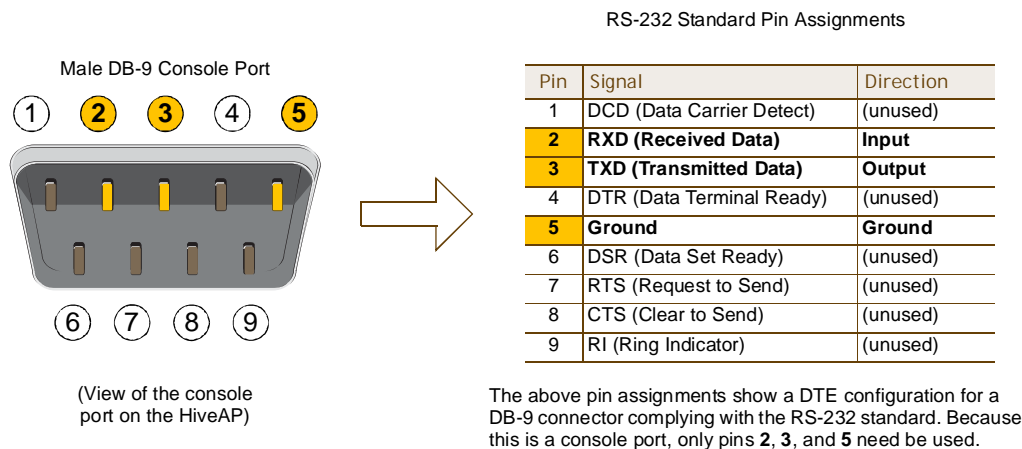 RS-232 Standard Pin Assignments
Male DB-9 Console Port
1 2 3 4 5
6 7 8 9
(View of the console
port on the HiveAP)
Pin Signal Direction
1 DCD (Data Carrier Detect) (unused)
2 RXD (Received Data) Input
3 TXD (Transmitted Data) Output
4 DTR (Data Terminal Ready) (unused)
5 Ground Ground
6 DSR (Data Set Ready) (unused)
7 RTS (Request to Send) (unused)
8 CTS (Clear to Send) (unused)
9 RI (Ring Indicator) (unused)
The above pin assignments show a DTE configuration for a
DB-9 connector complying with the RS-232 standard. Because
this is a console port, only pins 2, 3, and 5 need be used.